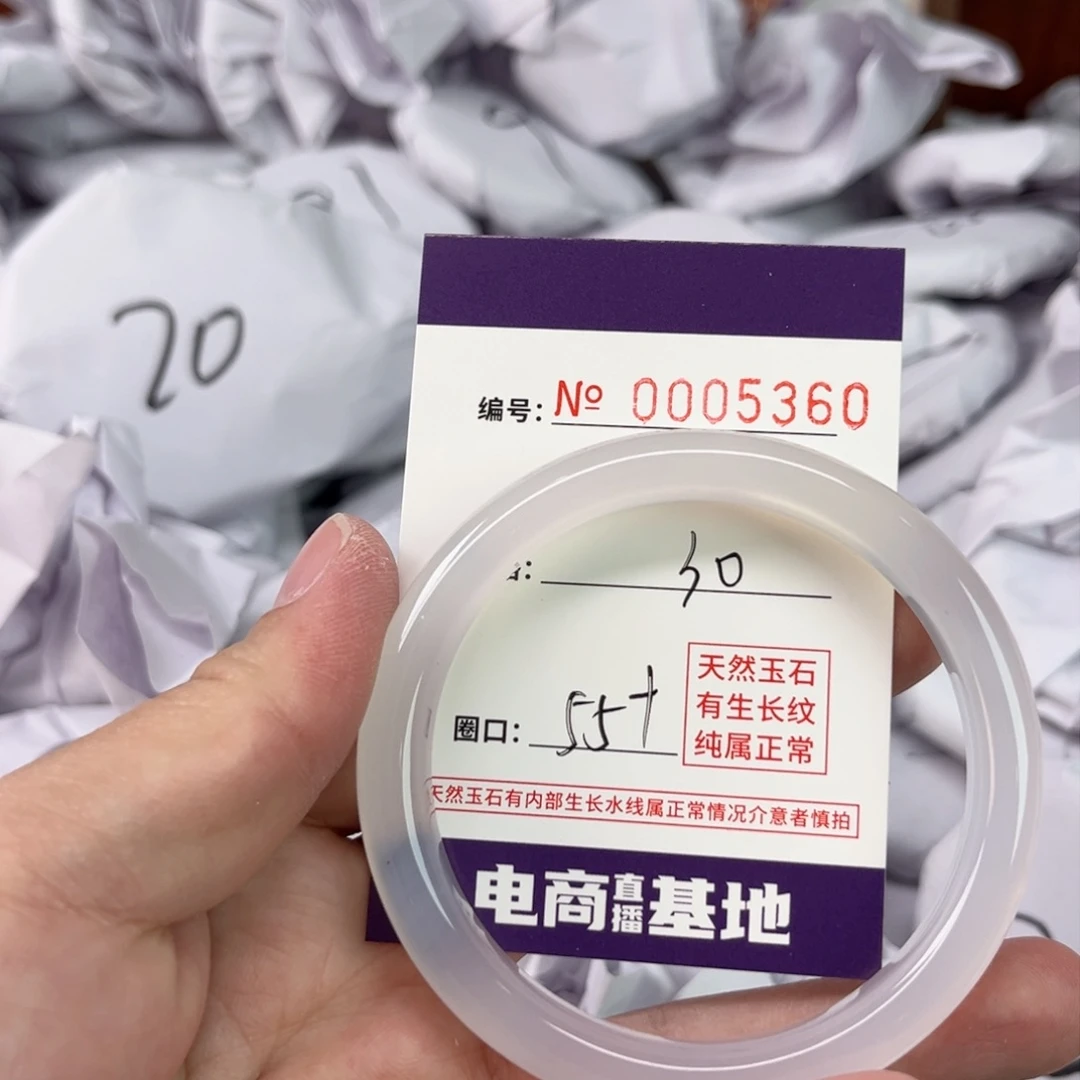 20
编号: № 0005360
: 30
圈口: 55+
天然玉石
有生长纹
纯属正常
天然玉石有内部生长水线属正常情况介意者慎拍
电商直播基地